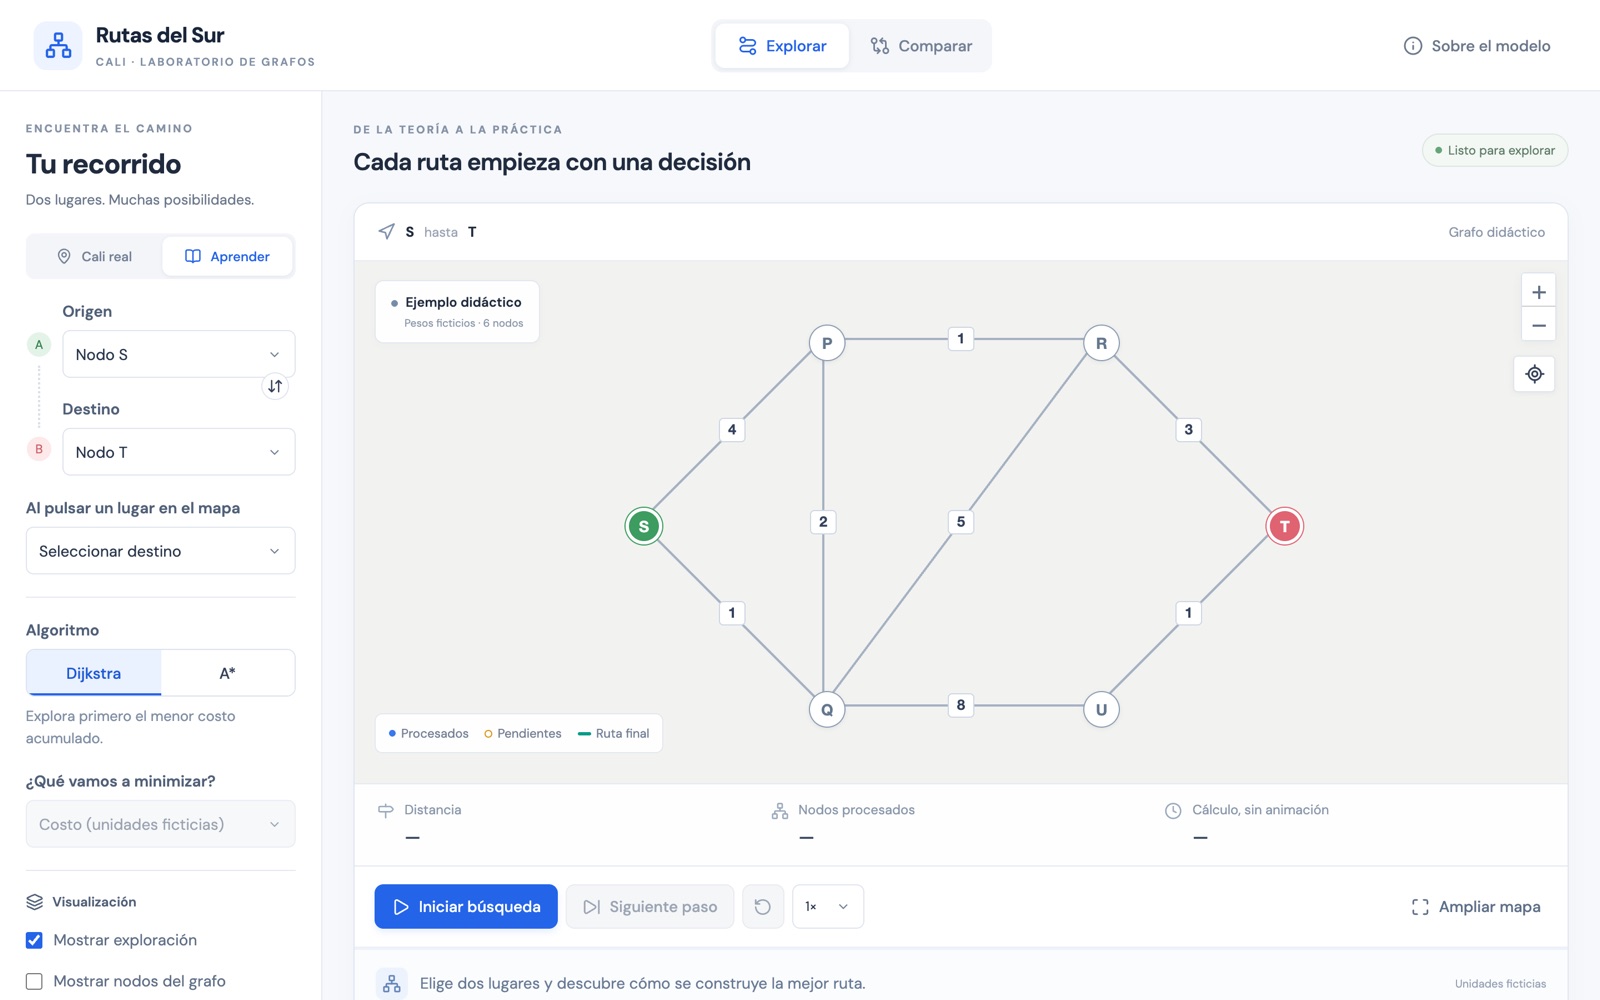 Rutas del Sur
CALI · LABORATORIO DE GRAFOS
Explorar
Comparar
Sobre el modelo
ENCUENTRA EL CAMINO
Tu recorrido
Dos lugares. Muchas posibilidades.
Cali real
Aprender
Origen
A
Nodo S
Destino
B
Nodo T
Al pulsar un lugar en el mapa
Seleccionar destino
Algoritmo
Dijkstra
A*
Explora primero el menor costo
acumulado.
¿Qué vamos a minimizar?
Costo (unidades ficticias)
Visualización
Mostrar exploración
Mostrar nodos del grafo
DE LA TEORÍA A LA PRÁCTICA
Cada ruta empieza con una decisión
Listo para explorar
S hasta T
Grafo didáctico
Ejemplo didáctico
Pesos ficticios · 6 nodos
+
−
P
1
R
4
3
S
2
5
T
1
1
Q
8
U
Procesados
Pendientes
Ruta final
Distancia
—
Nodos procesados
—
Cálculo, sin animación
—
Iniciar búsqueda
Siguiente paso
1×
Ampliar mapa
Elige dos lugares y descubre cómo se construye la mejor ruta.
Unidades ficticias